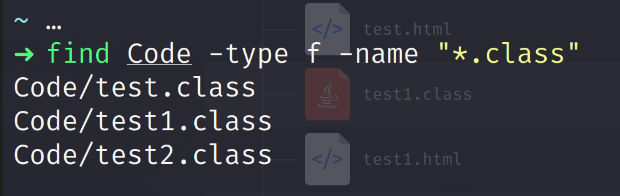 ~ …
test.html
➜ find Code -type f -name "*.class"
Code/test.class
test1.class
Code/test1.class
Code/test2.class
test1.html